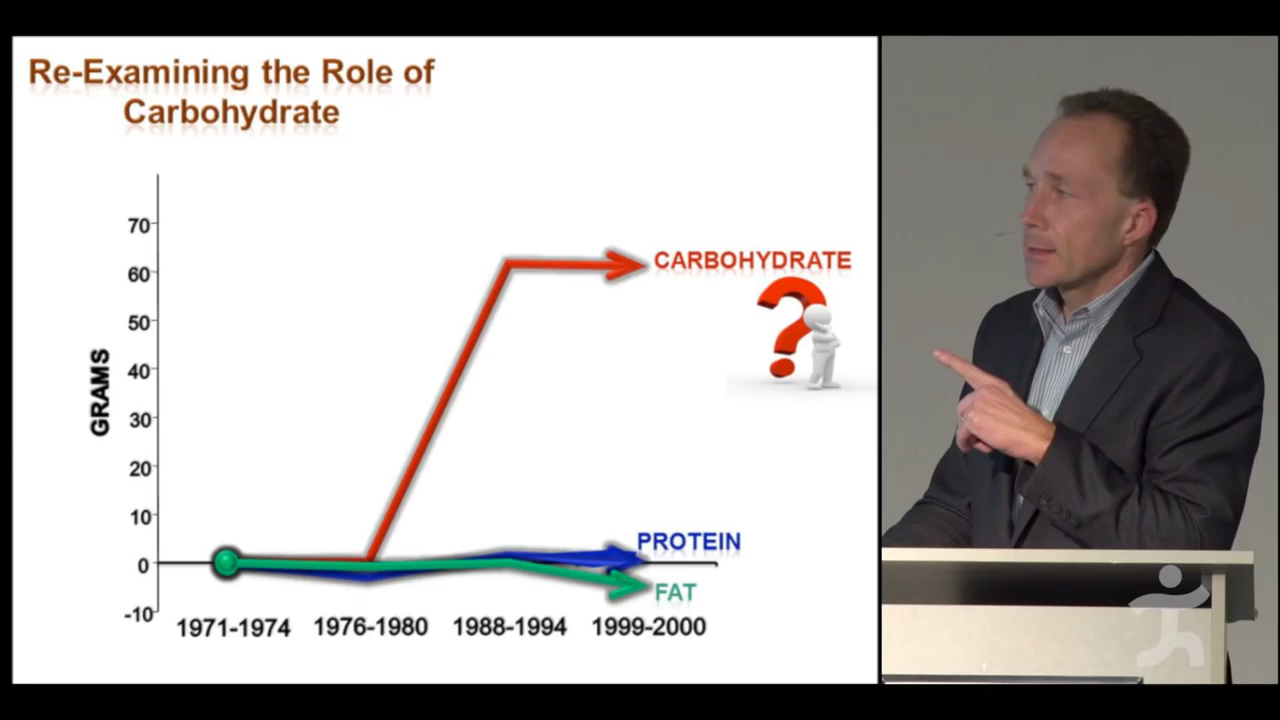 Re-Examining the Role of
Carbohydrate
70
60
50
40
30
20
10
0
-10
GRAMS
CARBOHYDRATE
PROTEIN
FAT
1971-1974 1976-1980 1988-1994 1999-2000